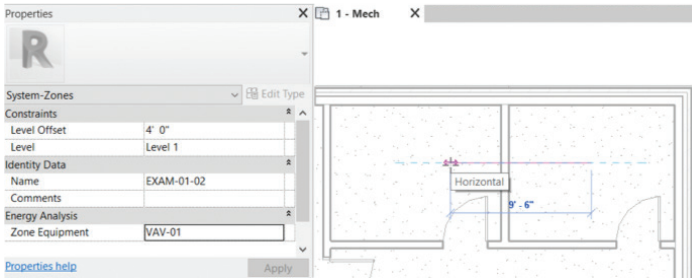 Properties X
1 - Mech X
R
System-Zones Edit Type
Constraints
Level Offset 4' 0"
Level Level 1
Identity Data
Name EXAM-01-02
Comments
Energy Analysis
Zone Equipment VAV-01
Properties help Apply
Horizontal
9' - 6"